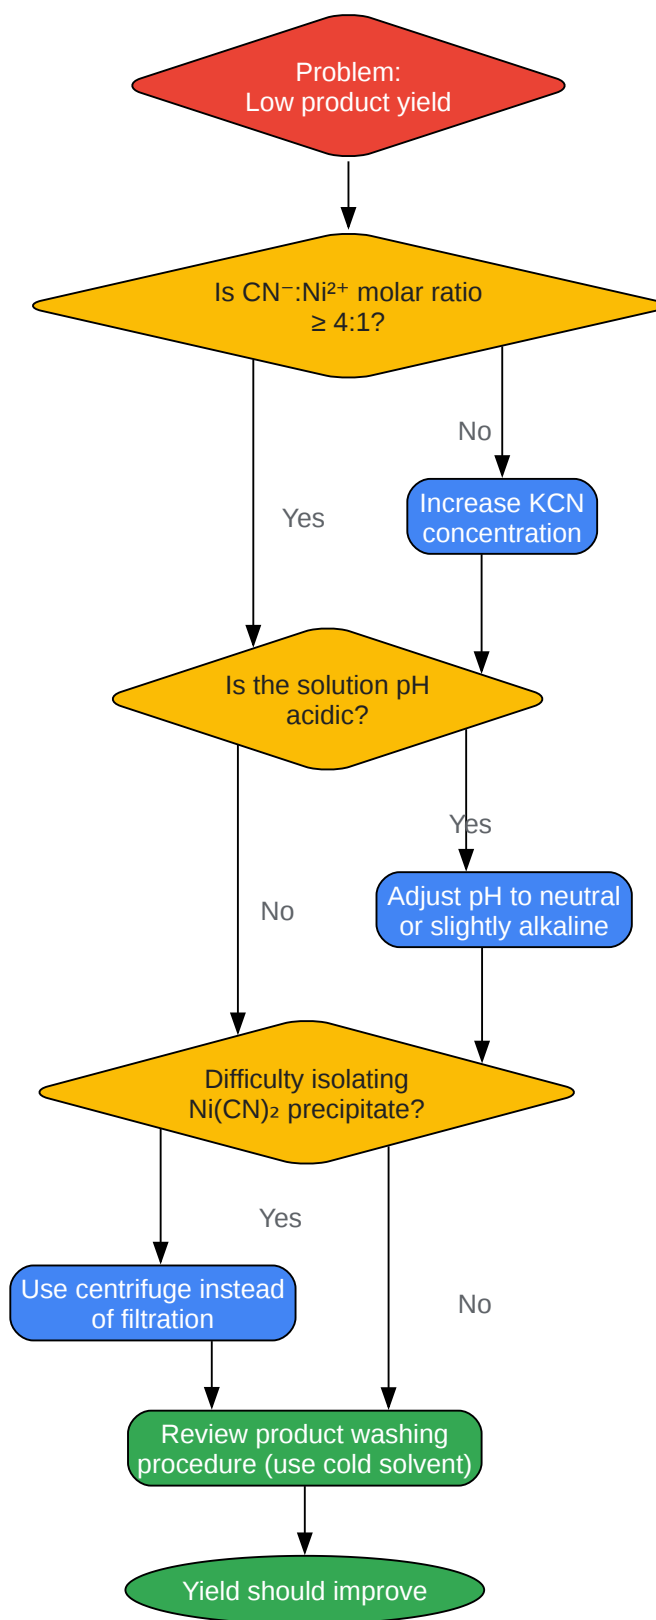 Problem:
Low product yield
Is CN⁻:Ni²⁺ molar ratio
≥ 4:1?
No
Increase KCN
concentration
Yes
Is the solution pH
acidic?
Yes
Adjust pH to neutral
or slightly alkaline
No
Difficulty isolating
Ni(CN)₂ precipitate?
Yes
Use centrifuge instead
of filtration
No
Review product washing
procedure (use cold solvent)
Yield should improve